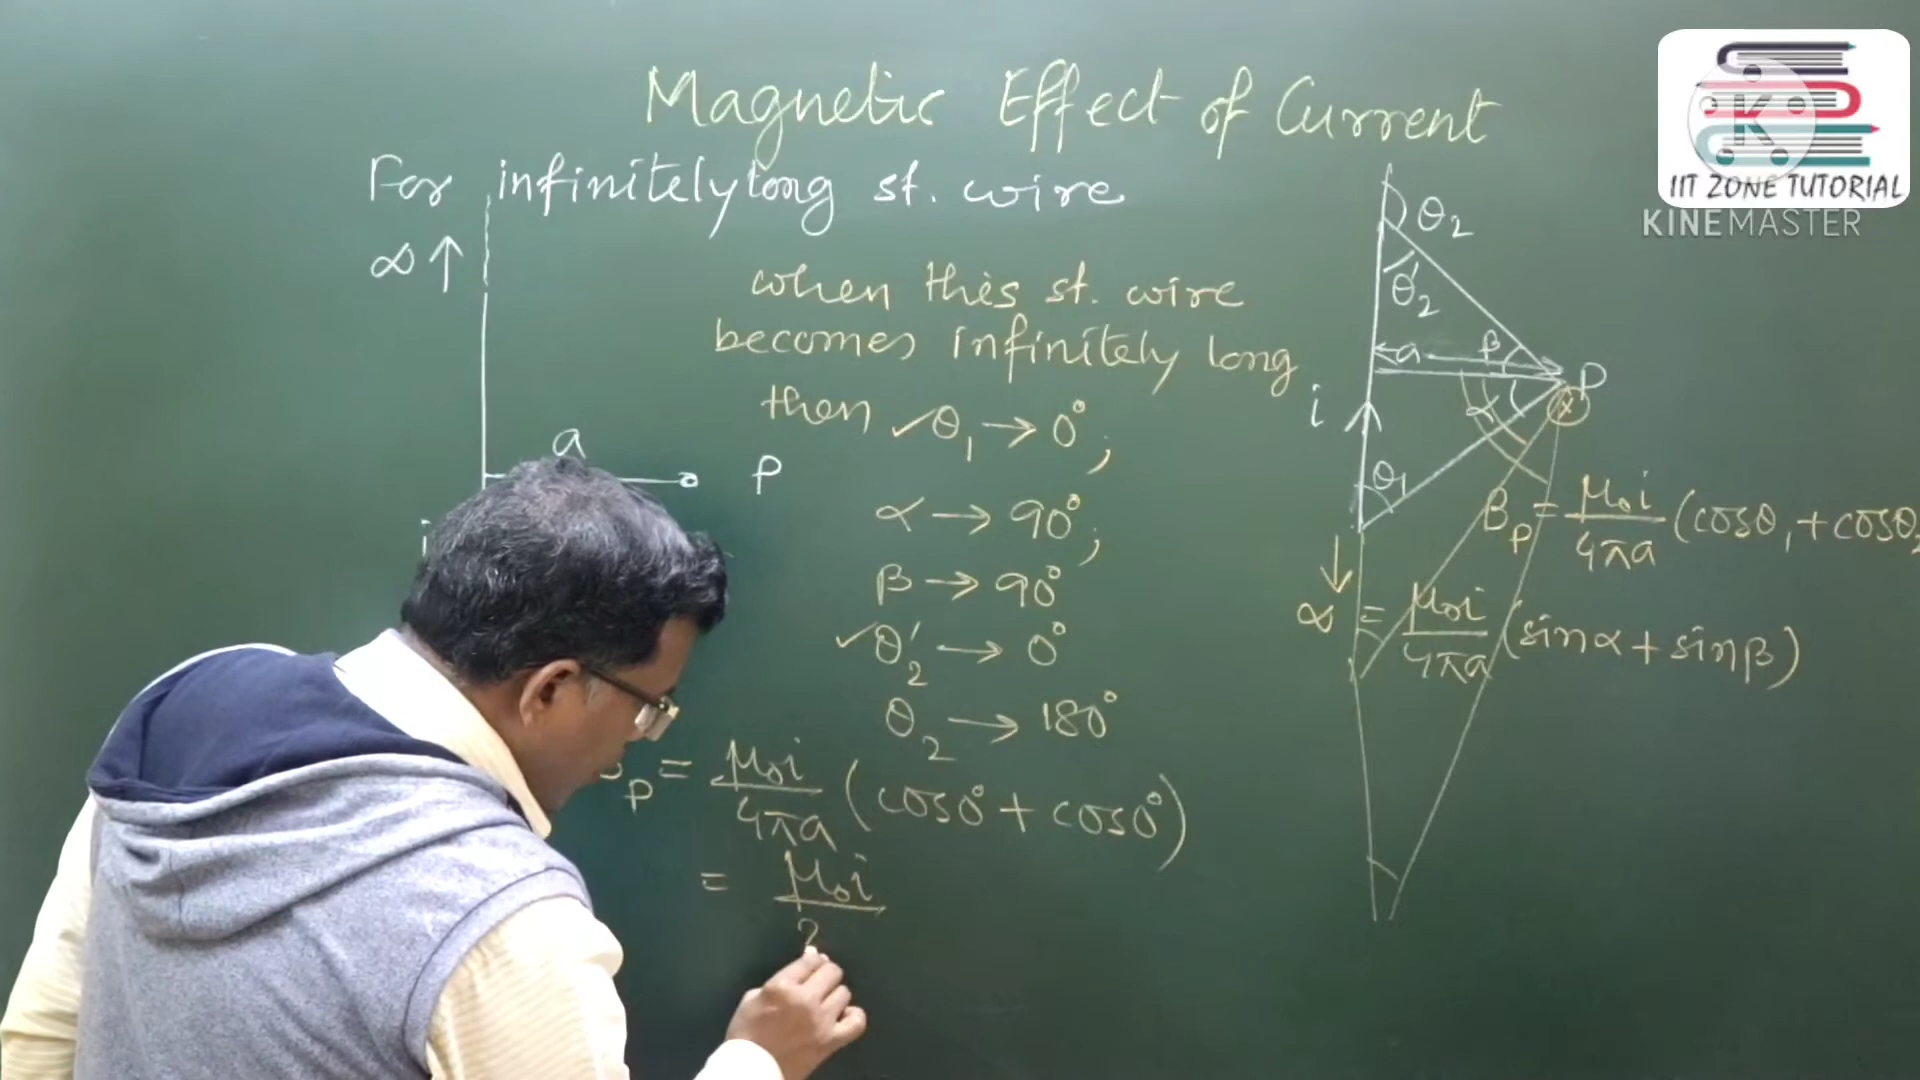 Magnetic Effect of Current
For infinitely long st. wire
∞ ↑
when this st. wire
becomes infinitely long
then ✓θ₁ → 0°;
α → 90°;
β → 90°
✓θ₂' → 0°
θ₂ → 180°
P = μ₀i/4πa (cos0° + cos0°)
= μ₀i/2
a
P
i
θ₂
θ₂'
a
β
P
α
i
θ₁
B_P = μ₀i/4πa (cosθ₁ + cosθ₂
↓
∞
= μ₀i/4πa (sinα + sinβ)
K
IIT ZONE TUTORIAL
KINEMASTER